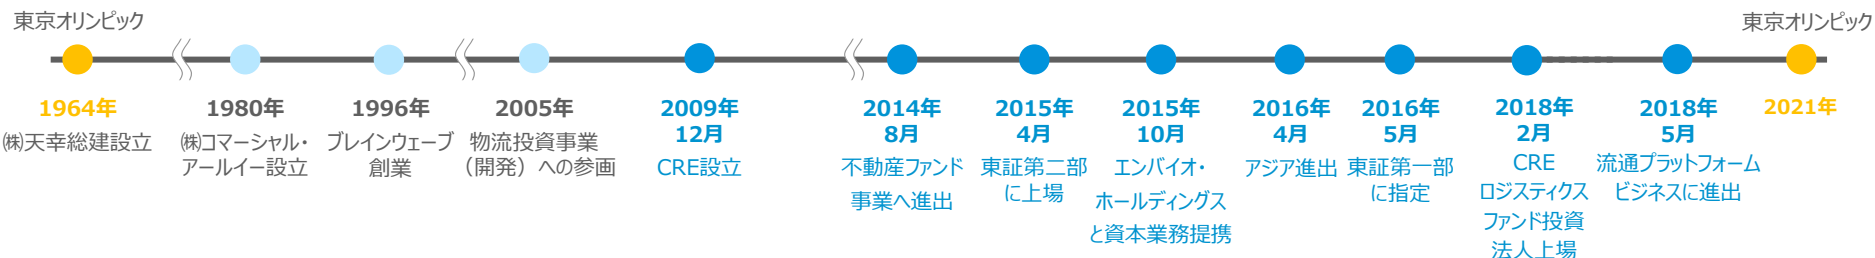 東京オリンピック
東京オリンピック
1964年
㈱天幸総建設立
1980年
㈱コマーシャル・
アールイー設立
1996年
ブレインウェーブ
創業
2005年
物流投資事業
（開発）への参画
2009年
12月
CRE設立
2014年
8月
不動産ファンド
事業へ進出
2015年
4月
東証第二部
に上場
2015年
10月
エンバイオ・
ホールディングス
と資本業務提携
2016年
4月
アジア進出
2016年
5月
東証第一部
に指定
2018年
2月
CRE
ロジスティクス
ファンド投資
法人上場
2018年
5月
流通プラットフォーム
ビジネスに進出
2021年